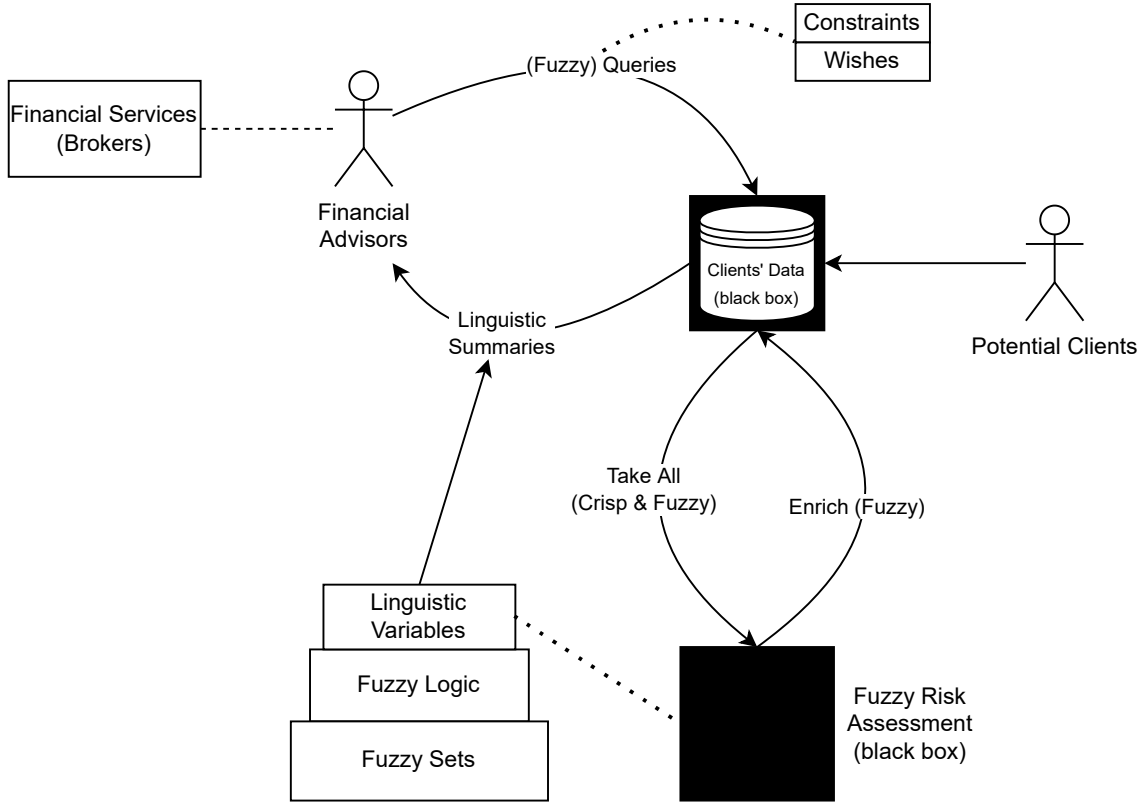 Constraints
Wishes
(Fuzzy) Queries
Financial Services
(Brokers)
Financial
Advisors
Clients' Data
(black box)
Potential Clients
Linguistic
Summaries
Take All
(Crisp & Fuzzy)
Enrich (Fuzzy)
Linguistic
Variables
Fuzzy Logic
Fuzzy Sets
Fuzzy Risk
Assessment
(black box)